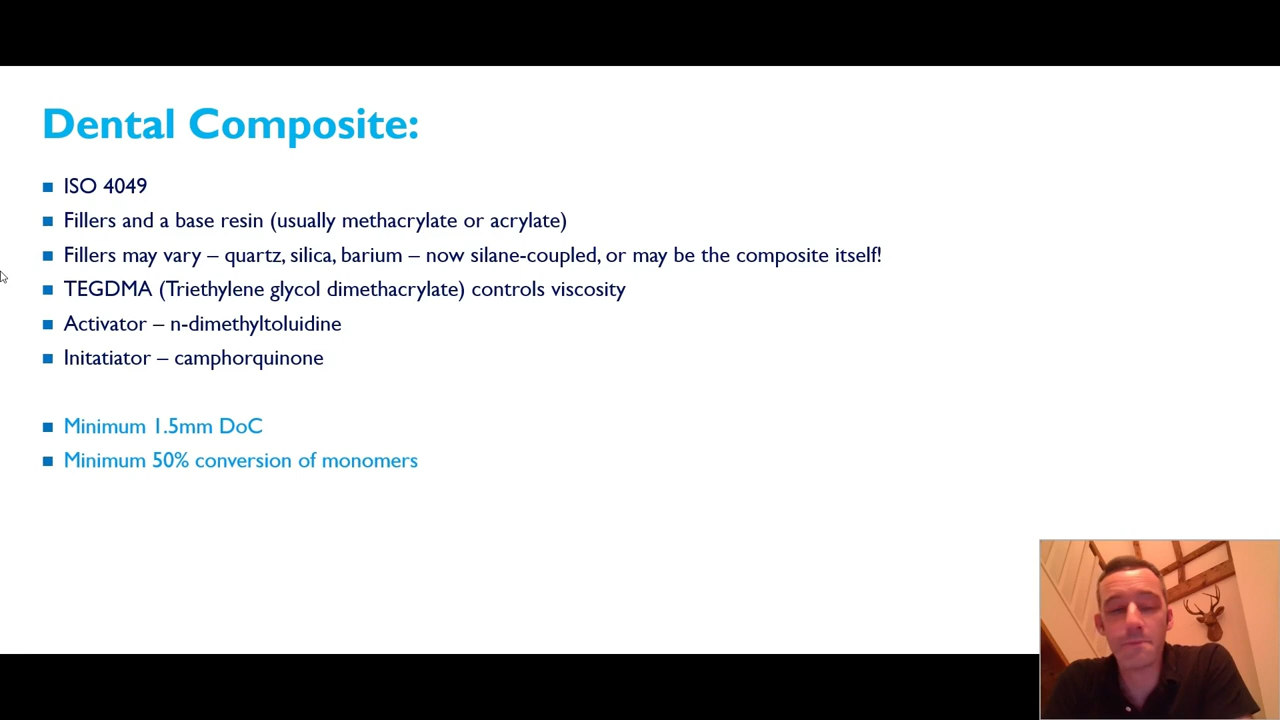 Dental Composite:
ISO 4049
Fillers and a base resin (usually methacrylate or acrylate)
Fillers may vary – quartz, silica, barium – now silane-coupled, or may be the composite itself!
TEGDMA (Triethylene glycol dimethacrylate) controls viscosity
Activator – n-dimethyltoluidine
Initatiator – camphorquinone
Minimum 1.5mm DoC
Minimum 50% conversion of monomers